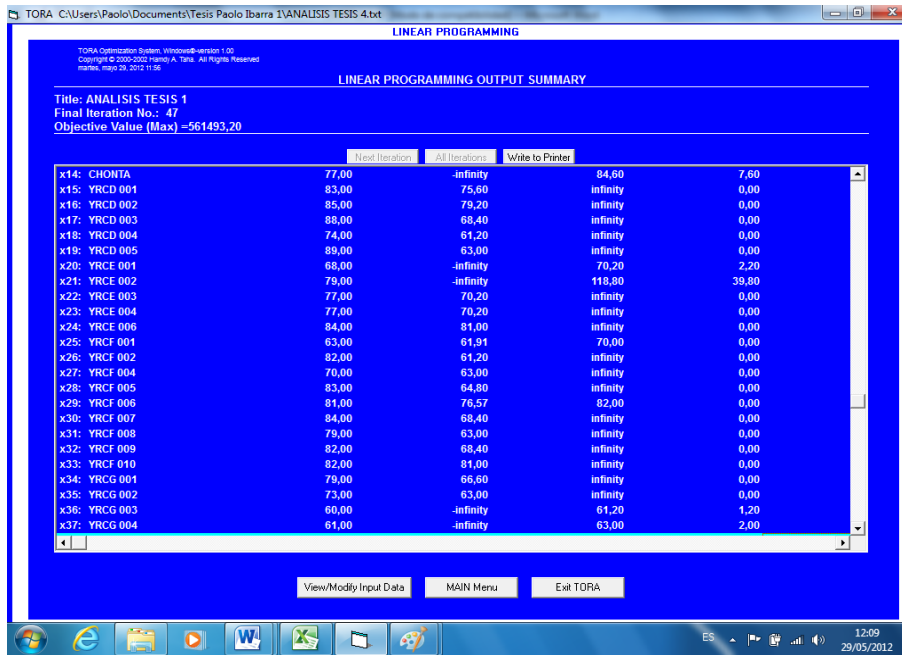 TORA C:\Users\Paolo\Documents\Tesis Paolo Ibarra 1\ANALISIS TESIS 4.txt
LINEAR PROGRAMMING
TORA Optimization System, Windows®-version 1.00
Copyright © 2000-2002 Hamdy A. Taha. All Rights Reserved
martes, mayo 29, 2012 11:56
LINEAR PROGRAMMING OUTPUT SUMMARY
Title: ANALISIS TESIS 1
Final Iteration No.: 47
Objective Value (Max) =561493,20
Next Iteration All Iterations Write to Printer
x14: CHONTA 77,00 -infinity 84,60 7,60
x15: YRCD 001 83,00 75,60 infinity 0,00
x16: YRCD 002 85,00 79,20 infinity 0,00
x17: YRCD 003 88,00 68,40 infinity 0,00
x18: YRCD 004 74,00 61,20 infinity 0,00
x19: YRCD 005 89,00 63,00 infinity 0,00
x20: YRCE 001 68,00 -infinity 70,20 2,20
x21: YRCE 002 79,00 -infinity 118,80 39,80
x22: YRCE 003 77,00 70,20 infinity 0,00
x23: YRCE 004 77,00 70,20 infinity 0,00
x24: YRCE 006 84,00 81,00 infinity 0,00
x25: YRCF 001 63,00 61,91 70,00 0,00
x26: YRCF 002 82,00 61,20 infinity 0,00
x27: YRCF 004 70,00 63,00 infinity 0,00
x28: YRCF 005 83,00 64,80 infinity 0,00
x29: YRCF 006 81,00 76,57 82,00 0,00
x30: YRCF 007 84,00 68,40 infinity 0,00
x31: YRCF 008 79,00 63,00 infinity 0,00
x32: YRCF 009 82,00 68,40 infinity 0,00
x33: YRCF 010 82,00 81,00 infinity 0,00
x34: YRCG 001 79,00 66,60 infinity 0,00
x35: YRCG 002 73,00 63,00 infinity 0,00
x36: YRCG 003 60,00 -infinity 61,20 1,20
x37: YRCG 004 61,00 -infinity 63,00 2,00
View/Modify Input Data MAIN Menu Exit TORA
ES 12:09
29/05/2012